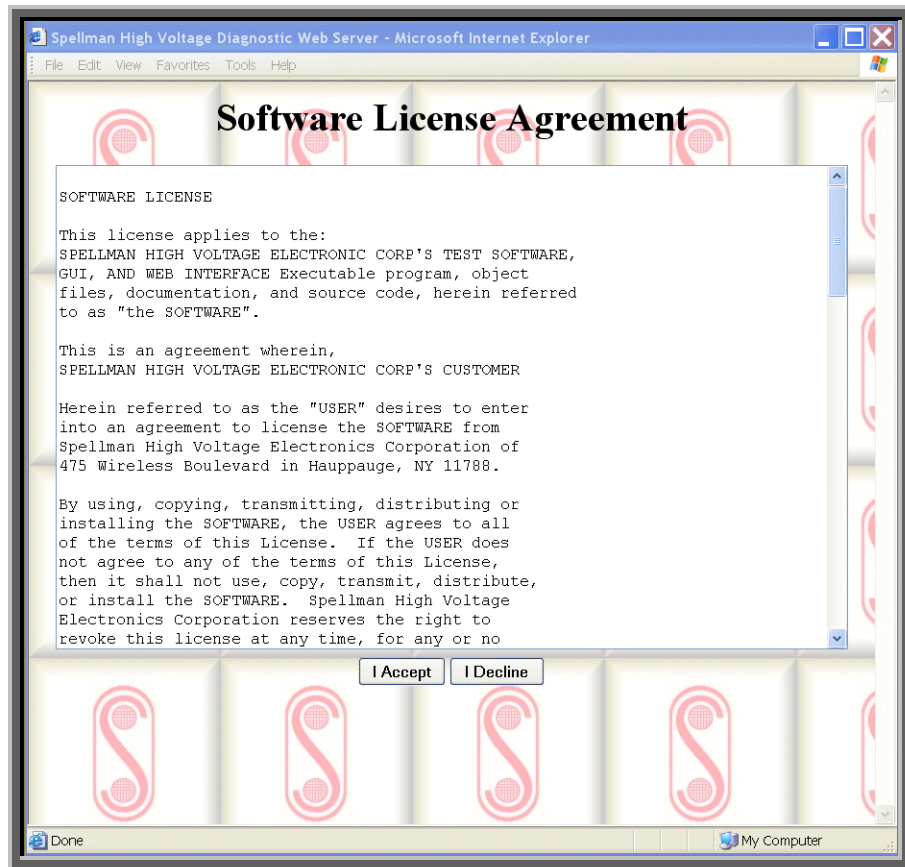 Spellman High Voltage Diagnostic Web Server - Microsoft Internet Explorer
File Edit View Favorites Tools Help
Software License Agreement
SOFTWARE LICENSE
This license applies to the:
SPELLMAN HIGH VOLTAGE ELECTRONIC CORP'S TEST SOFTWARE,
GUI, AND WEB INTERFACE Executable program, object
files, documentation, and source code, herein referred
to as "the SOFTWARE".
This is an agreement wherein,
SPELLMAN HIGH VOLTAGE ELECTRONIC CORP'S CUSTOMER
Herein referred to as the "USER" desires to enter
into an agreement to license the SOFTWARE from
Spellman High Voltage Electronics Corporation of
475 Wireless Boulevard in Hauppauge, NY 11788.
By using, copying, transmitting, distributing or
installing the SOFTWARE, the USER agrees to all
of the terms of this License.  If the USER does
not agree to any of the terms of this License,
then it shall not use, copy, transmit, distribute,
or install the SOFTWARE.  Spellman High Voltage
Electronics Corporation reserves the right to
revoke this license at any time, for any or no
I Accept I Decline
Done My Computer